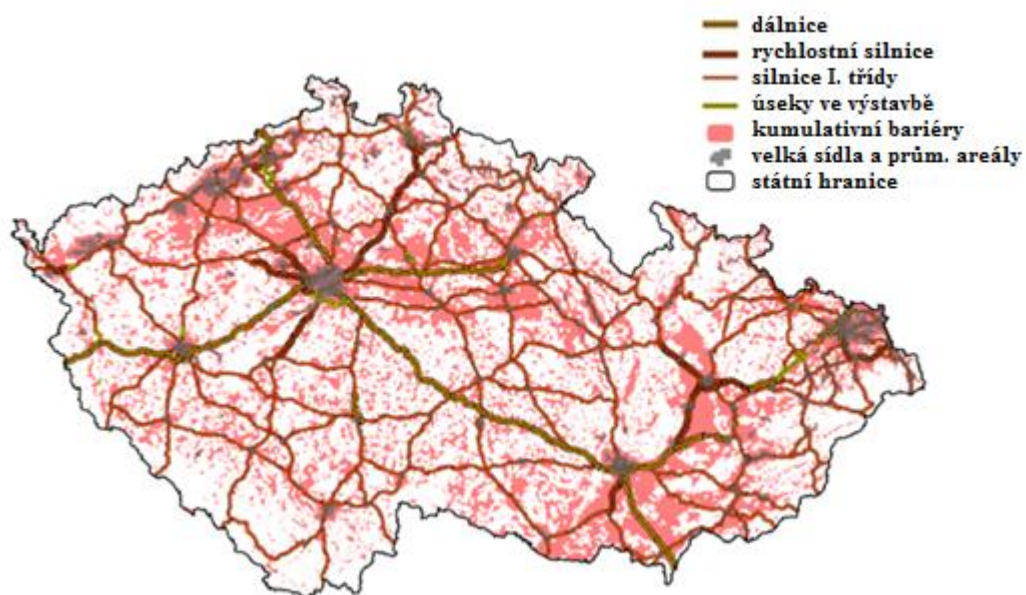 dálnice
rychlostní silnice
silnice I. třídy
úseky ve výstavbě
kumulativní bariéry
velká sídla a prům. areály
státní hranice